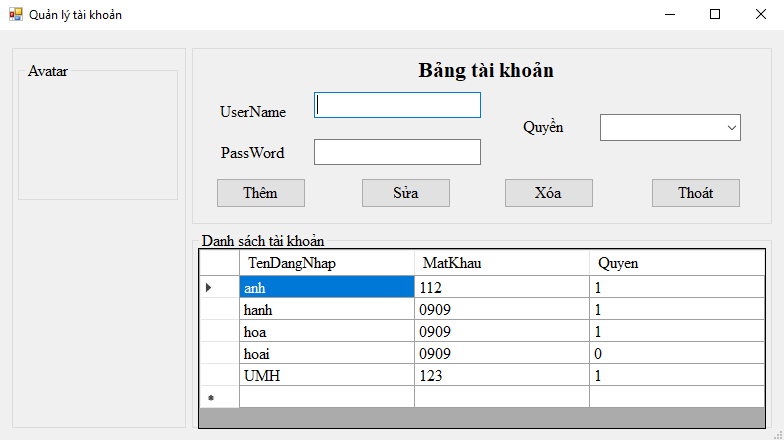 Quản lý tài khoản
Avatar
Bảng tài khoản
UserName
Quyền
PassWord
Thêm Sửa Xóa Thoát
Danh sách tài khoản
TenDangNhap MatKhau Quyen
anh 112 1
hanh 0909 1
hoa 0909 1
hoai 0909 0
UMH 123 1